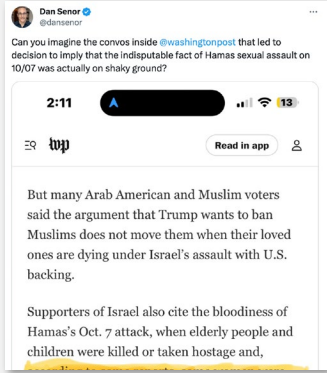 Dan Senor
@dansenor
Can you imagine the convos inside @washingtonpost that led to
decision to imply that the indisputable fact of Hamas sexual assault on
10/07 was actually on shaky ground?
2:11
13
wp
Read in app
But many Arab American and Muslim voters
said the argument that Trump wants to ban
Muslims does not move them when their loved
ones are dying under Israel’s assault with U.S.
backing.
Supporters of Israel also cite the bloodiness of
Hamas’s Oct. 7 attack, when elderly people and
children were killed or taken hostage and,